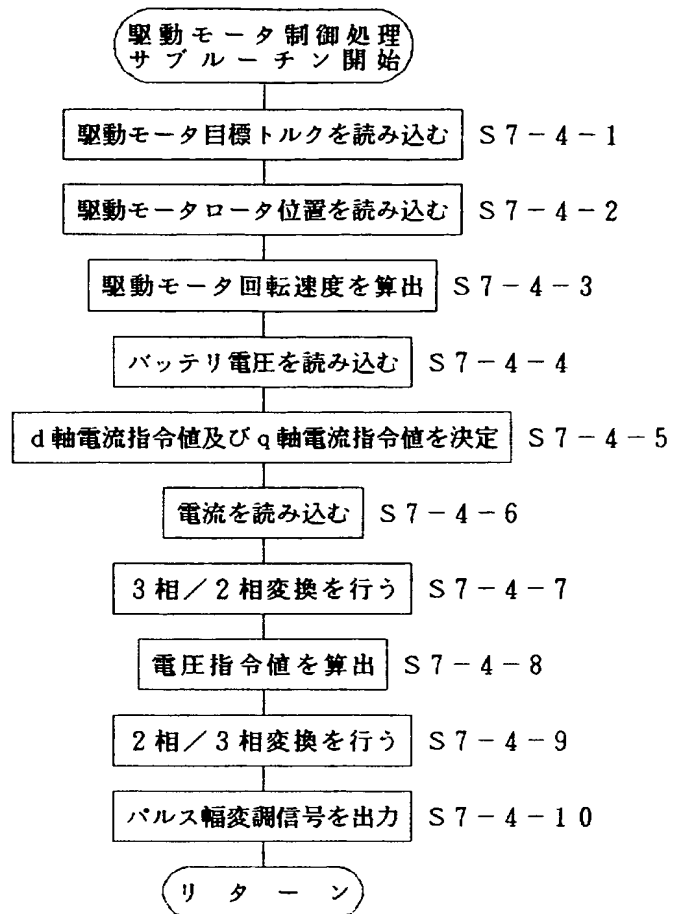 駆動モータ制御処理
サブルーチン開始
駆動モータ目標トルクを読み込む S7-4-1
駆動モータロータ位置を読み込む S7-4-2
駆動モータ回転速度を算出 S7-4-3
バッテリ電圧を読み込む S7-4-4
d軸電流指令値及びq軸電流指令値を決定 S7-4-5
電流を読み込む S7-4-6
3相/2相変換を行う S7-4-7
電圧指令値を算出 S7-4-8
2相/3相変換を行う S7-4-9
パルス幅変調信号を出力 S7-4-10
リターン